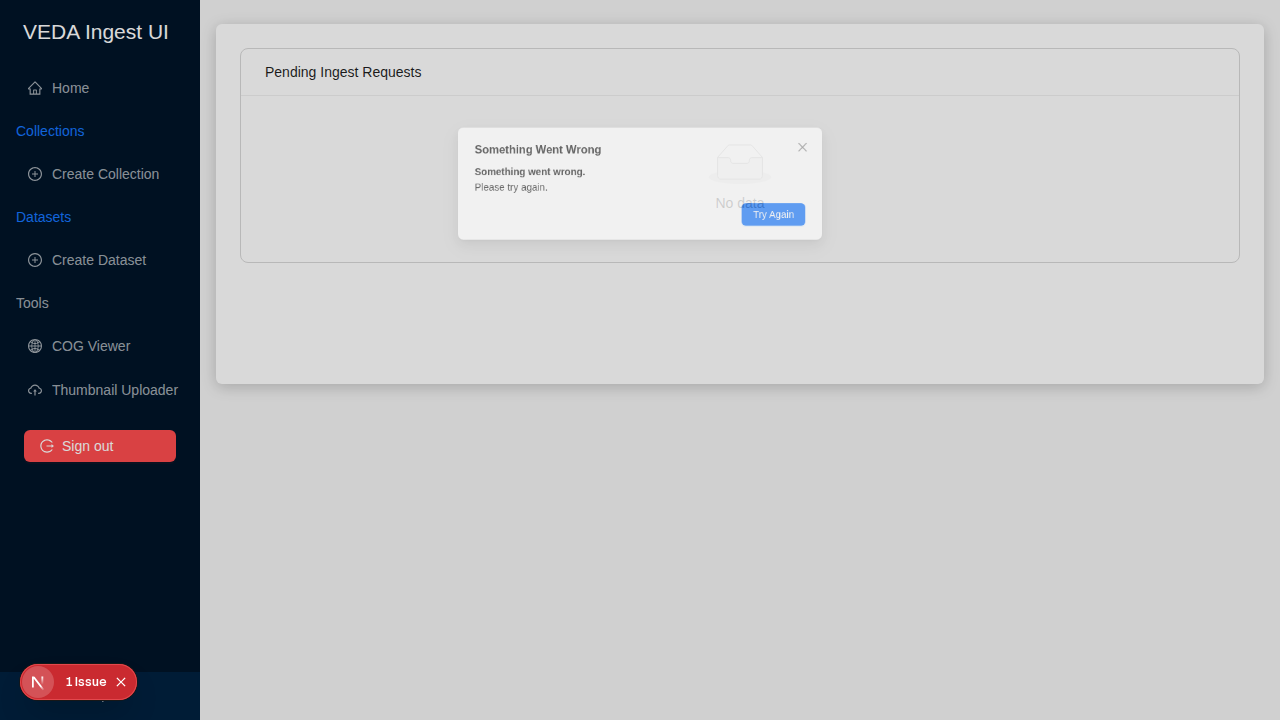 VEDA Ingest UI
Home
Collections
Create Collection
Datasets
Create Dataset
Tools
COG Viewer
Thumbnail Uploader
Sign out
1 Issue
Pending Ingest Requests
Something Went Wrong
Something went wrong.
Please try again.
No data
Try Again